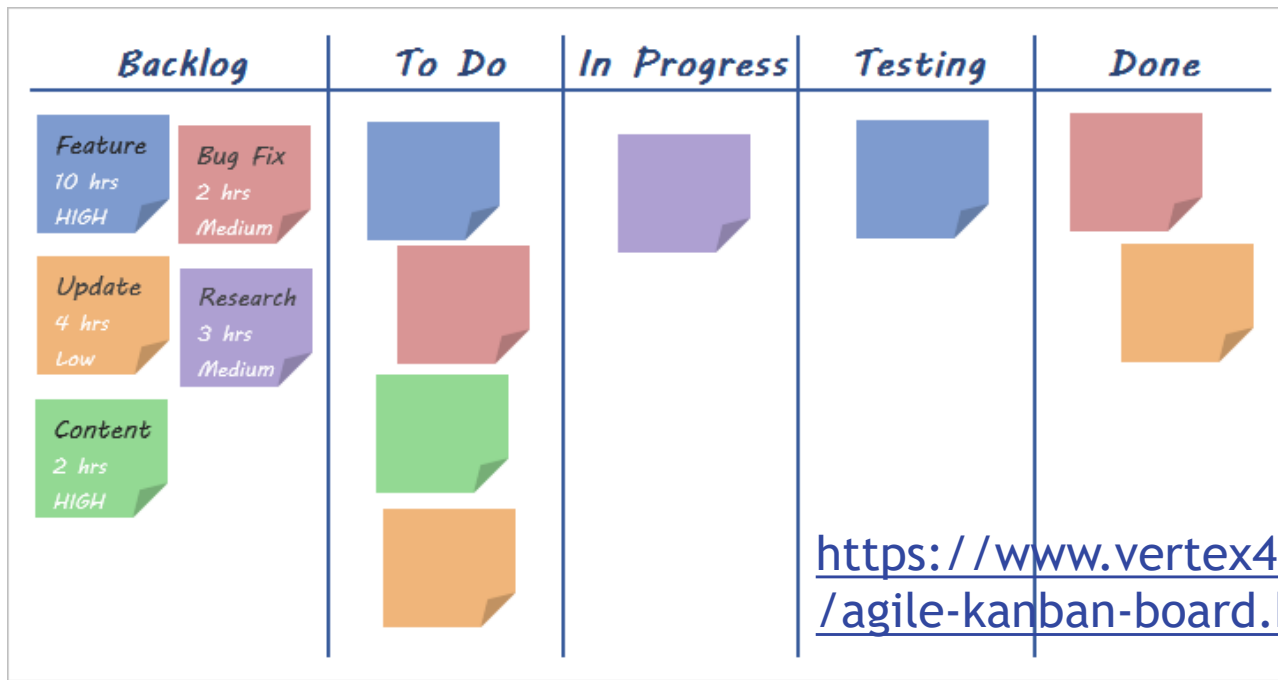 Backlog
To Do
In Progress
Testing
Done
Feature
10 hrs
HIGH
Bug Fix
2 hrs
Medium
Update
4 hrs
Low
Research
3 hrs
Medium
Content
2 hrs
HIGH
https://www.vertex4
/agile-kanban-board.